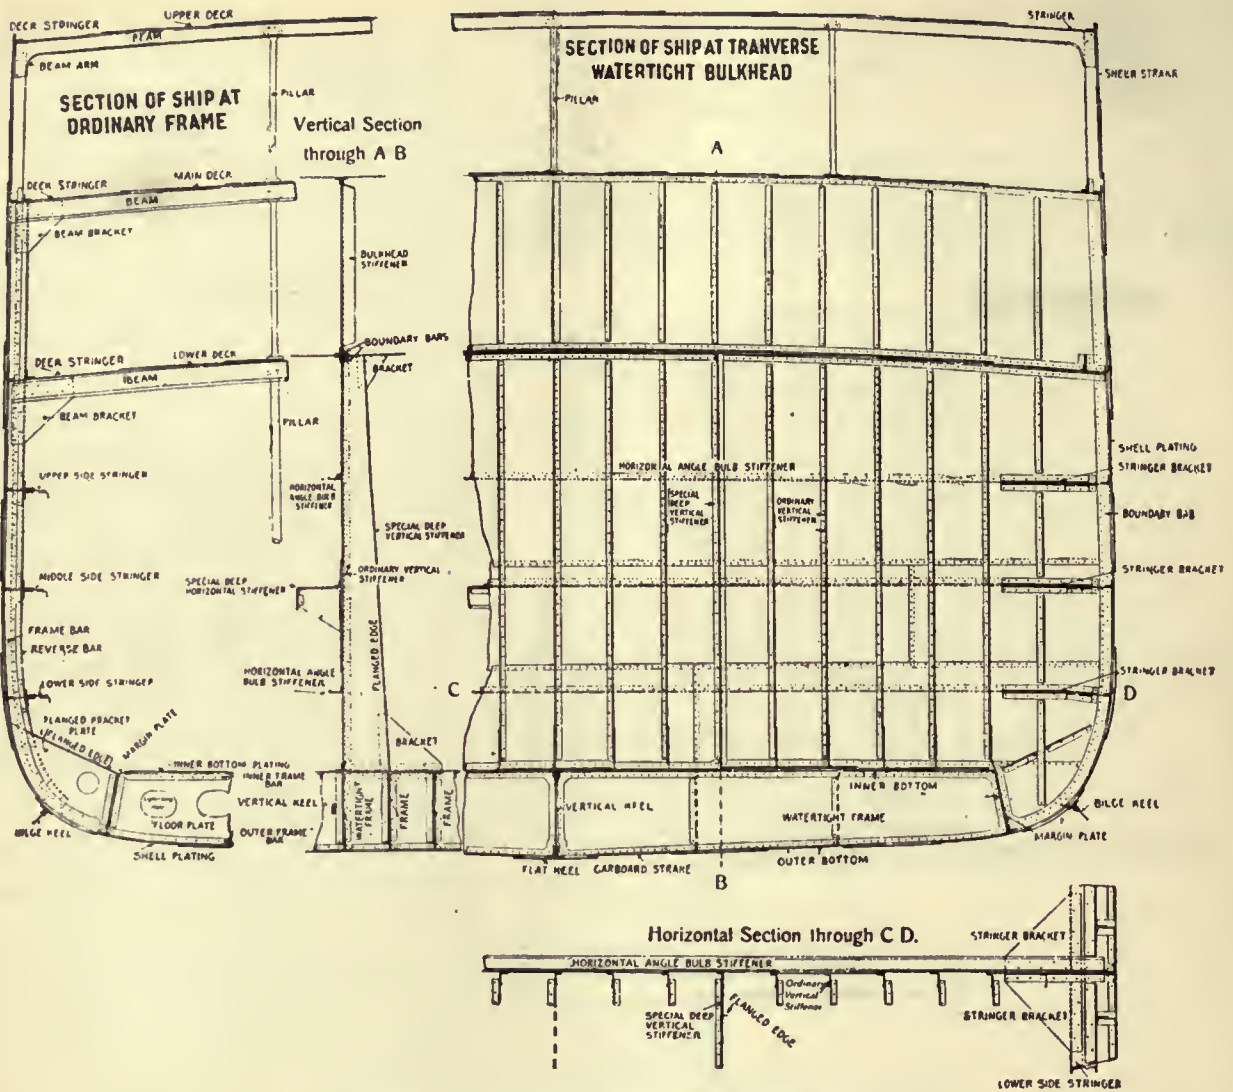 DECK STRINGER
UPPER DECK
BEAM
BEAM ARM
SECTION OF SHIP AT
ORDINARY FRAME
PILLAR
Vertical Section
through A B
SECTION OF SHIP AT TRANVERSE
WATERTIGHT BULKHEAD
STRINGER
SHEER STRAKE
PILLAR
A
DECK STRINGER
MAIN DECK
BEAM
BEAM BRACKET
BULKHEAD
STIFFENER
BOUNDARY BARS
BRACKET
DECK STRINGER
LOWER DECK
BEAM
BEAM BRACKET
PILLAR
UPPER SIDE STRINGER
HORIZONTAL
ANGLE BULB
STIFFENER
SPECIAL DEEP
VERTICAL STIFFENER
HORIZONTAL ANGLE BULB STIFFENER
SPECIAL
DEEP
VERTICAL
STIFFENER
ORDINARY
VERTICAL
STIFFENER
SHELL PLATING
STRINGER BRACKET
BOUNDARY BAR
MIDDLE SIDE STRINGER
SPECIAL DEEP
HORIZONTAL STIFFENER
ORDINARY VERTICAL
STIFFENER
STRINGER BRACKET
FRAME BAR
REVERSE BAR
FLANGED EDGE
LOWER SIDE STRINGER
HORIZONTAL ANGLE
BULB STIFFENER
C
STRINGER BRACKET
D
FLANGED BRACKET
PLATE
FLANGED EDGE
MARGIN PLATE
BRACKET
INNER BOTTOM PLATING
INNER FRAME
BAR
VERTICAL KEEL
WATERTIGHT
FRAME
FRAME
FRAME
VERTICAL KEEL
INNER BOTTOM
WATERTIGHT FRAME
BILGE KEEL
MARGIN PLATE
FLOOR PLATE
OUTER FRAME
BAR
BILGE KEEL
SHELL PLATING
FLAT KEEL
GARBOARD STRAKE
B
OUTER BOTTOM
Horizontal Section through C D.
STRINGER BRACKET
HORIZONTAL ANGLE BULB STIFFENER
Ordinary
Vertical
Stiffener
SPECIAL DEEP
VERTICAL
STIFFENER
FLANGED EDGE
STRINGER BRACKET
LOWER SIDE STRINGER